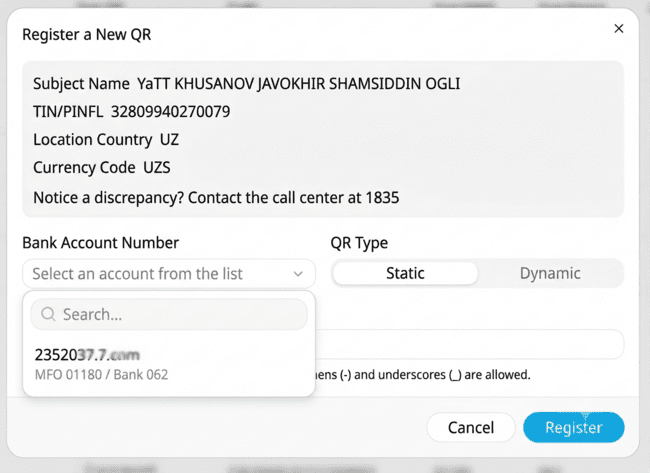 Register a New QR
Subject Name YaTT KHUSANOV JAVOKHIR SHAMSIDDIN OGLI
TIN/PINFL 32809940270079
Location Country UZ
Currency Code UZS
Notice a discrepancy? Contact the call center at 1835
Bank Account Number
QR Type
Select an account from the list
Static
Dynamic
Search...
MFO 01180 / Bank 062
and underscores (_) are allowed.
Cancel
Register